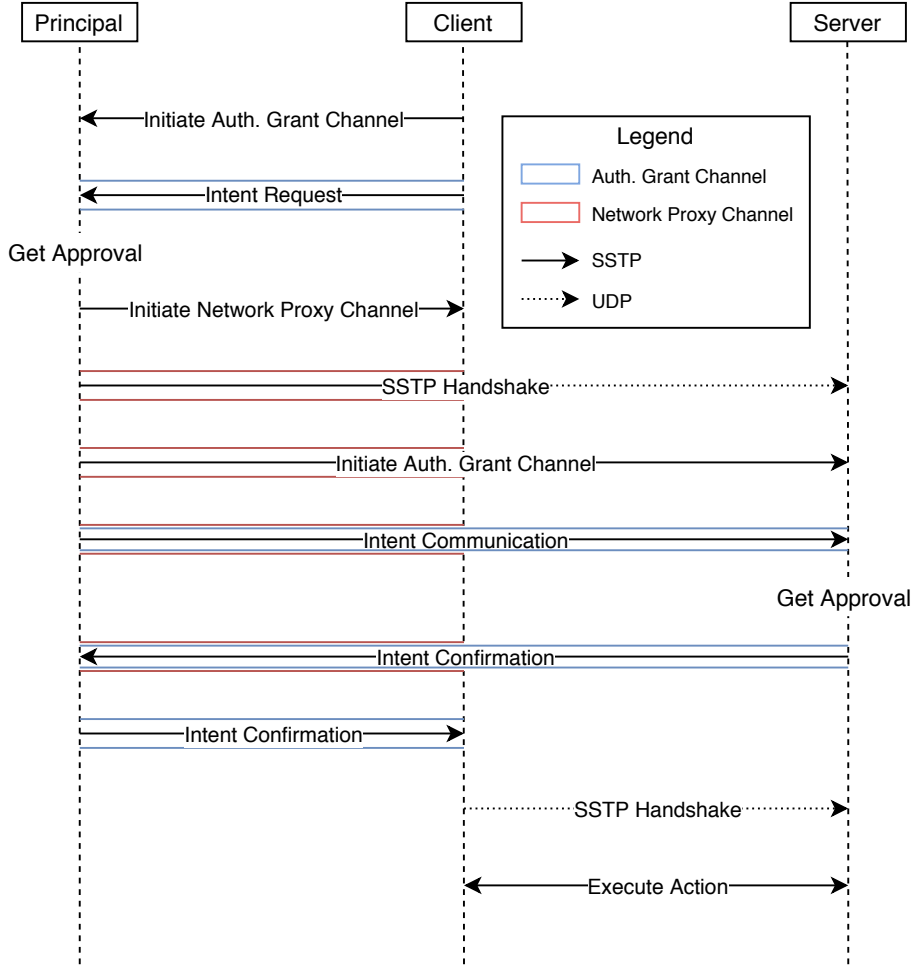 Principal
Client
Server
Initiate Auth. Grant Channel
Legend
Auth. Grant Channel
Intent Request
Network Proxy Channel
Get Approval
SSTP
UDP
Initiate Network Proxy Channel
SSTP Handshake
Initiate Auth. Grant Channel
Intent Communication
Get Approval
Intent Confirmation
Intent Confirmation
SSTP Handshake
Execute Action